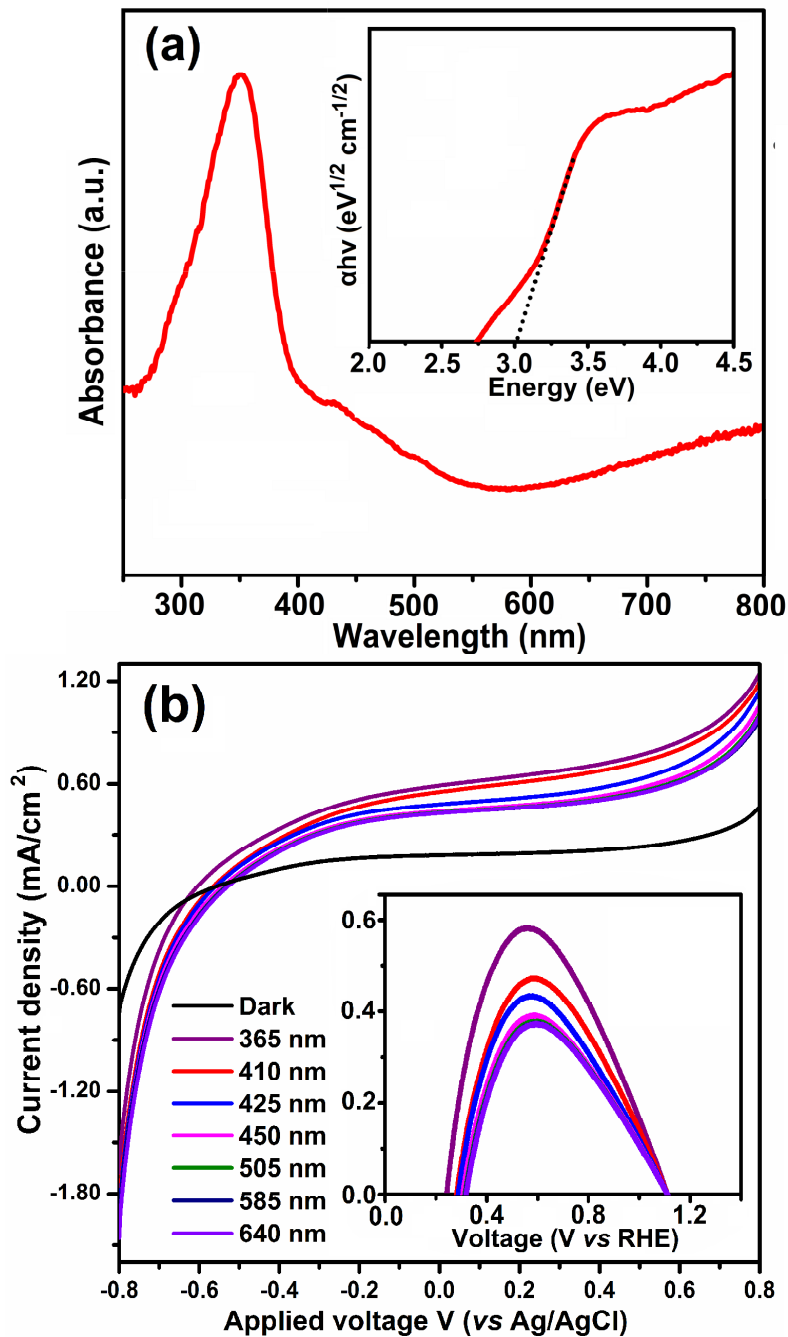 (a)
Absorbance (a.u.)
αhν (eV1/2 cm-1/2)
2.0 2.5 3.0 3.5 4.0 4.5
Energy (eV)
300 400 500 600 700 800
Wavelength (nm)
(b)
Current density (mA/cm2)
1.20
0.60
0.00
-0.60
-1.20
-1.80
Dark
365 nm
410 nm
425 nm
450 nm
505 nm
585 nm
640 nm
0.6
0.4
0.2
0.0
0.0 0.4 0.8 1.2
Voltage (V vs RHE)
-0.8 -0.6 -0.4 -0.2 0.0 0.2 0.4 0.6 0.8
Applied voltage V (vs Ag/AgCl)